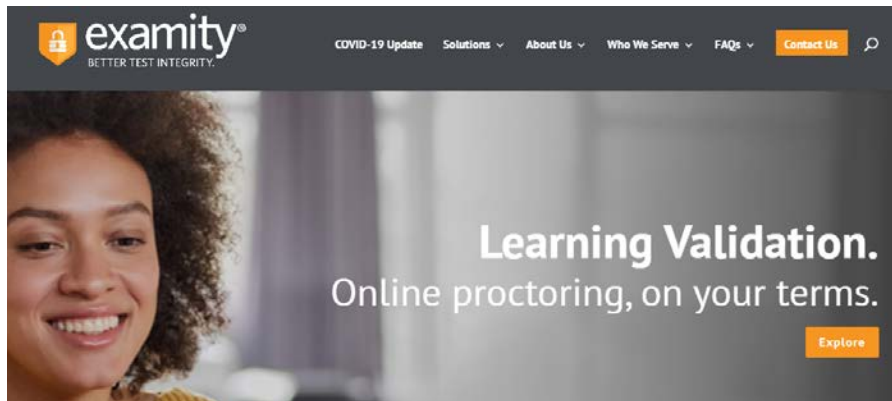 examity®
BETTER TEST INTEGRITY.
COVID-19 Update Solutions About Us Who We Serve FAQs Contact Us
Learning Validation.
Online proctoring, on your terms.
Explore